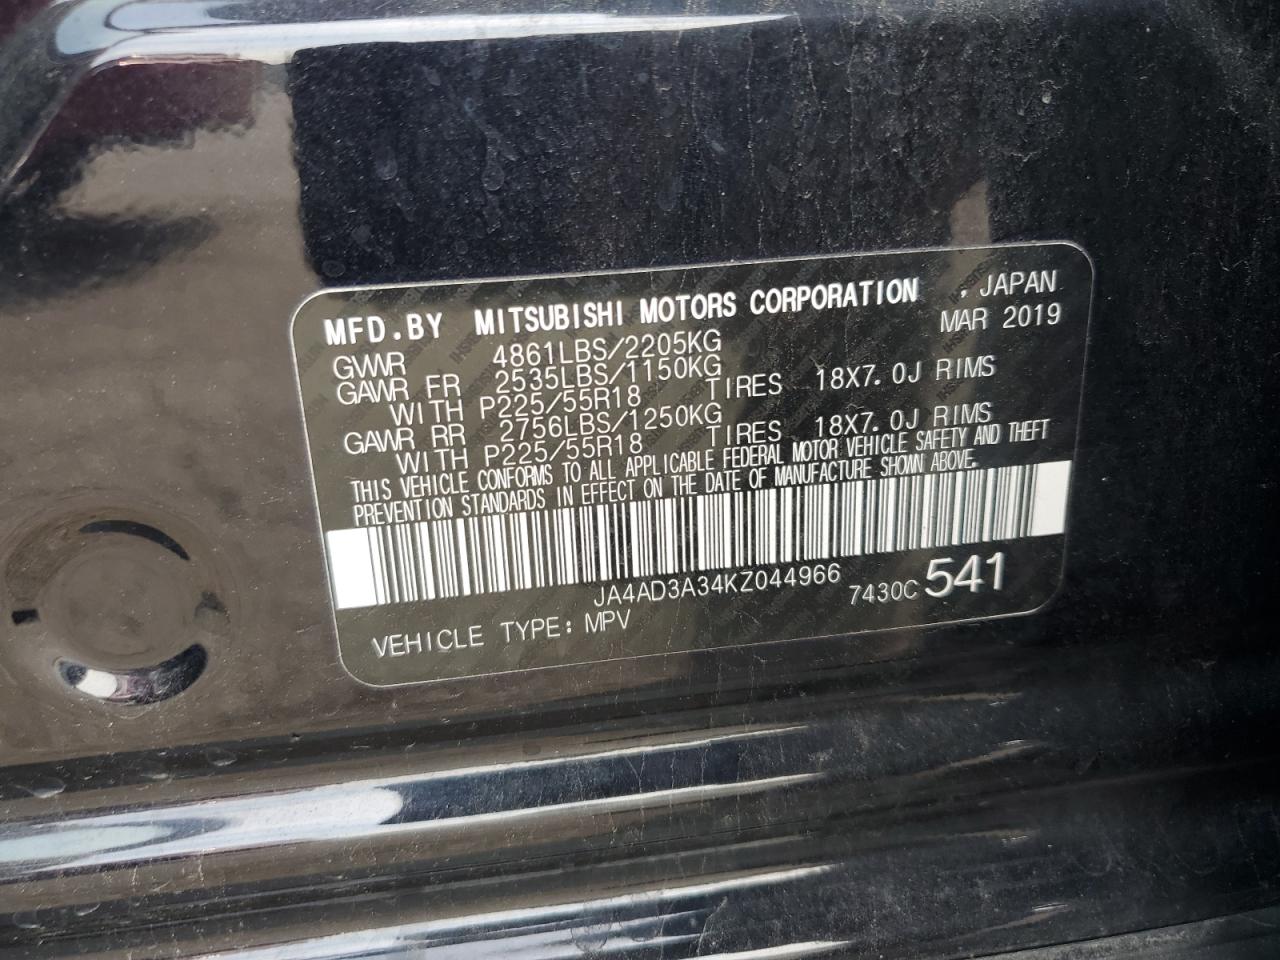 MFD.BY MITSUBISHI MOTORS CORPORATION , JAPAN
MAR 2019
GVWR 4861LBS/2205KG
GAWR FR 2535LBS/1150KG
WITH P225/55R18 TIRES 18X7.0J RIMS
GAWR RR 2756LBS/1250KG
WITH P225/55R18 TIRES 18X7.0J RIMS
THIS VEHICLE CONFORMS TO ALL APPLICABLE FEDERAL MOTOR VEHICLE SAFETY AND THEFT
PREVENTION STANDARDS IN EFFECT ON THE DATE OF MANUFACTURE SHOWN ABOVE.
JA4AD3A34KZ044966 7430C 541
VEHICLE TYPE: MPV